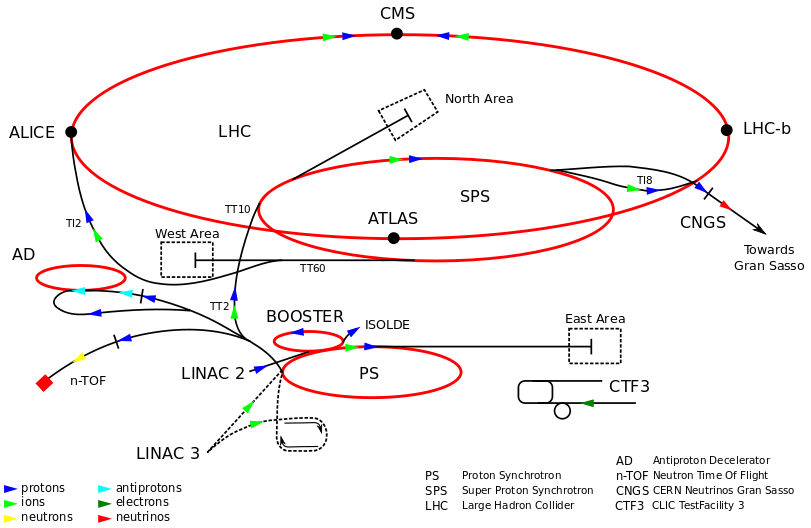 CMS
North Area
ALICE
LHC
LHC-b
TI8
SPS
TT10
ATLAS
CNGS
TI2
West Area
Towards
Gran Sasso
AD
TT60
TT2
BOOSTER
ISOLDE
East Area
n-TOF
LINAC 2
PS
CTF3
LINAC 3
protons
ions
neutrons
antiprotons
electrons
neutrinos
PS Proton Synchrotron
SPS Super Proton Synchrotron
LHC Large Hadron Collider
AD Antiproton Decelerator
n-TOF Neutron Time Of Flight
CNGS CERN Neutrinos Gran Sasso
CTF3 CLIC TestFacility 3